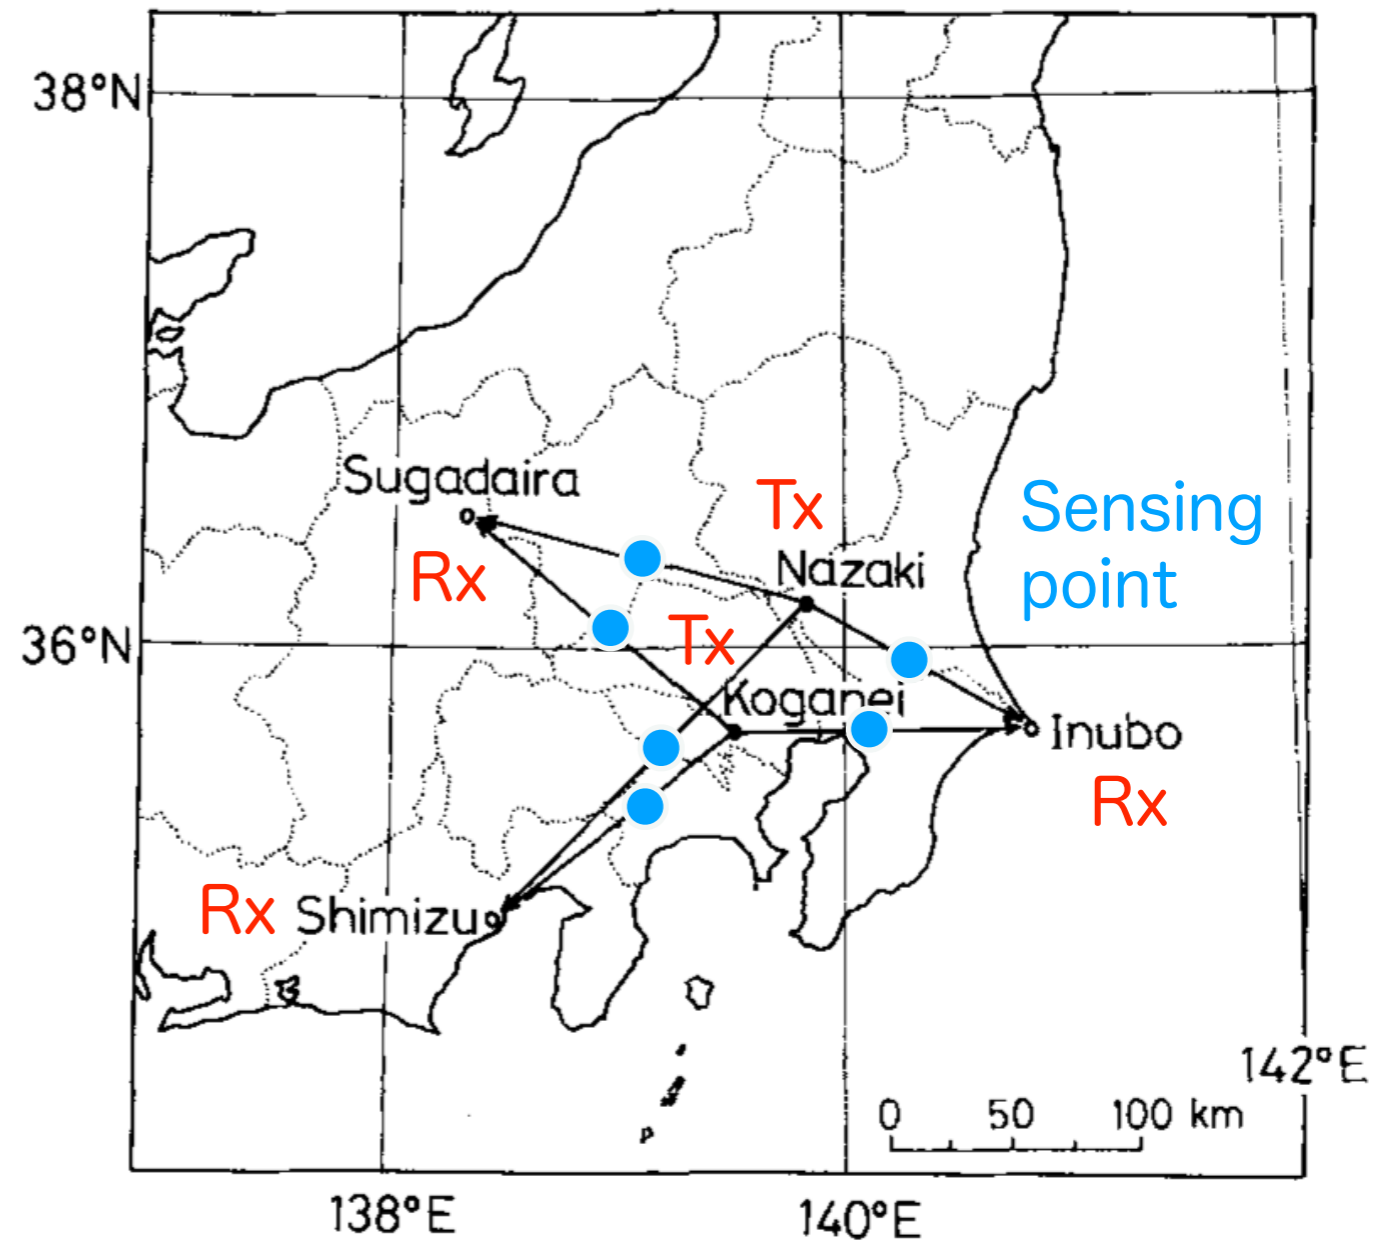 38°N
Sugadaira
Tx
Sensing
point
Rx
Nazaki
36°N
Tx
Koganei
Inubo
Rx
Rx
Shimizu
142°E
0 50 100 km
138°E
140°E